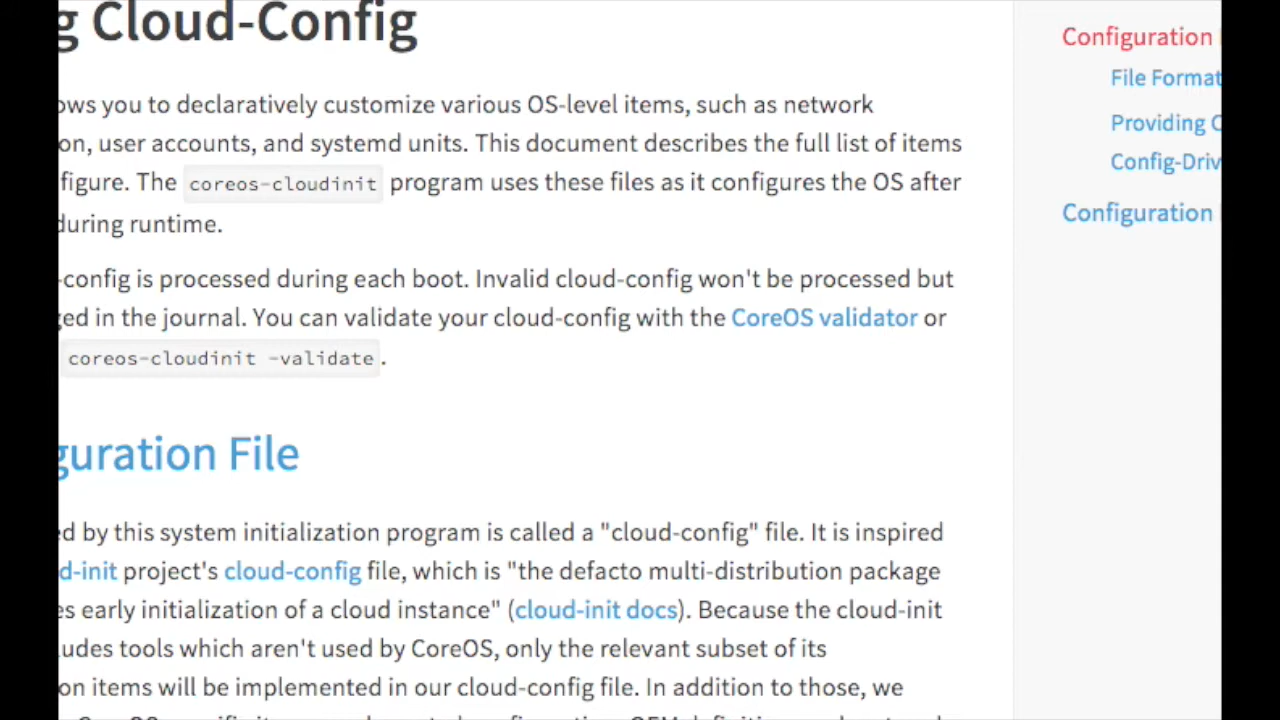 g Cloud-Config
ows you to declaratively customize various OS-level items, such as network
on, user accounts, and systemd units. This document describes the full list of items
figure. The coreos-cloudinit program uses these files as it configures the OS after
during runtime.
-config is processed during each boot. Invalid cloud-config won't be processed but
ged in the journal. You can validate your cloud-config with the CoreOS validator or
coreos-cloudinit -validate.
guration File
ed by this system initialization program is called a "cloud-config" file. It is inspired
d-init project's cloud-config file, which is "the defacto multi-distribution package
es early initialization of a cloud instance" (cloud-init docs). Because the cloud-init
udes tools which aren't used by CoreOS, only the relevant subset of its
on items will be implemented in our cloud-config file. In addition to those, we
Configuration
File Format
Providing C
Config-Driv
Configuration